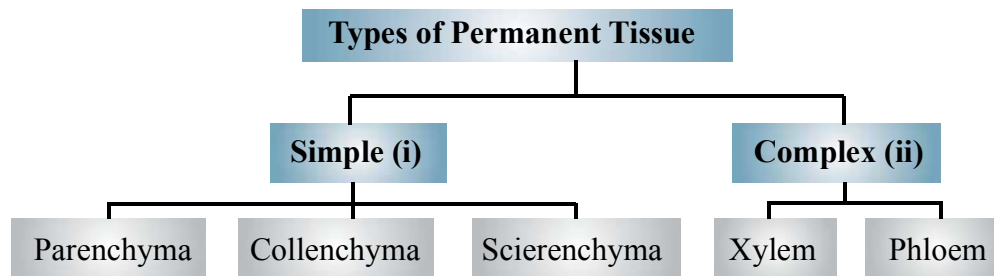 Types of Permanent Tissue
Simple (i)
Complex (ii)
Parenchyma
Collenchyma
Scierenchyma
Xylem
Phloem